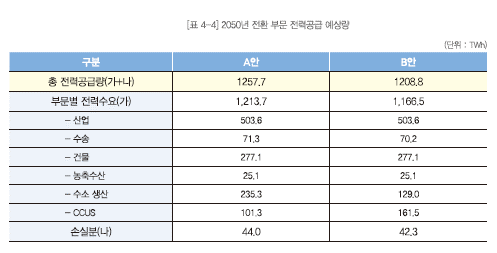 [표 4-4] 2050년 전환 부문 전력공급 예상량
(단위 : TWh)
구분 A안 B안
총 전력공급량(가+나) 1257.7 1208.8
부문별 전력수요(가) 1,213.7 1,166.5
- 산업 503.6 503.6
- 수송 71.3 70.2
- 건물 277.1 277.1
- 농축수산 25.1 25.1
- 수소 생산 235.3 129.0
- CCUS 101.3 161.5
손실분(나) 44.0 42.3